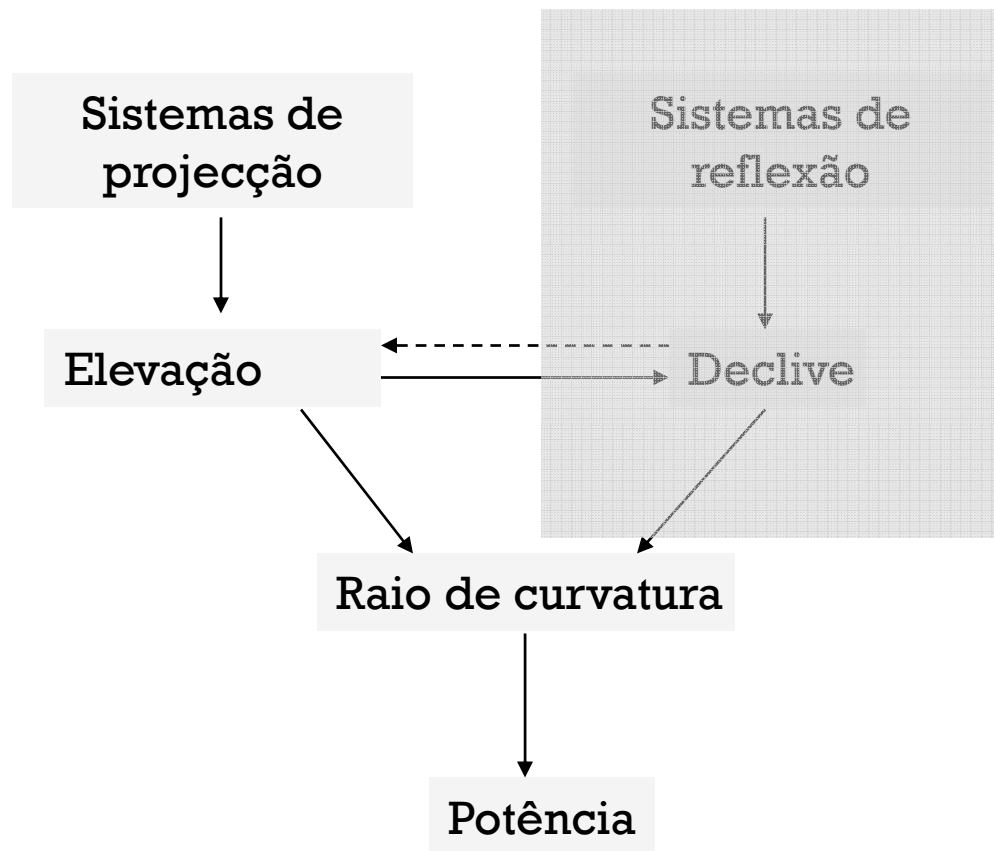 Sistemas de
projecção
Sistemas de
reflexão
Elevação
Declive
Raio de curvatura
Potência